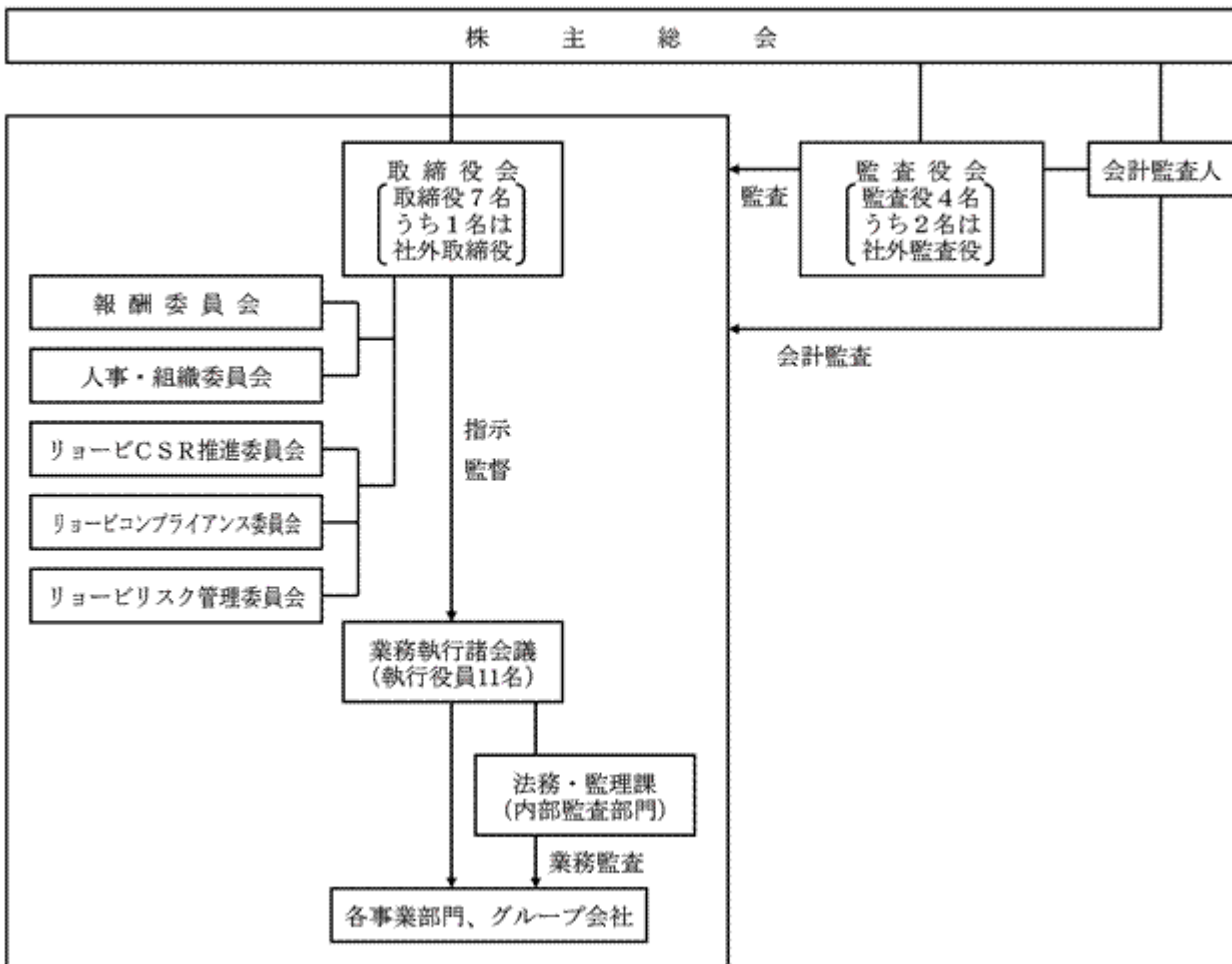 株主総会
取締役会
取締役7名
うち1名は
社外取締役
監査役会
監査役4名
うち2名は
社外監査役
会計監査人
監査
会計監査
報酬委員会
人事・組織委員会
リョービCSR推進委員会
リョービコンプライアンス委員会
リョービリスク管理委員会
指示
監督
業務執行諸会議
(執行役員11名)
法務・監理課
(内部監査部門)
業務監査
各事業部門、グループ会社